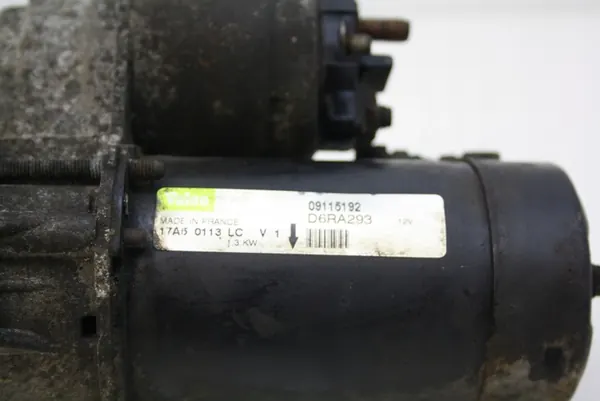 Valeo
09115192
MADE IN FRANCE
D6RA293 12V
17A6 0113 LC V 1
1.3 KW